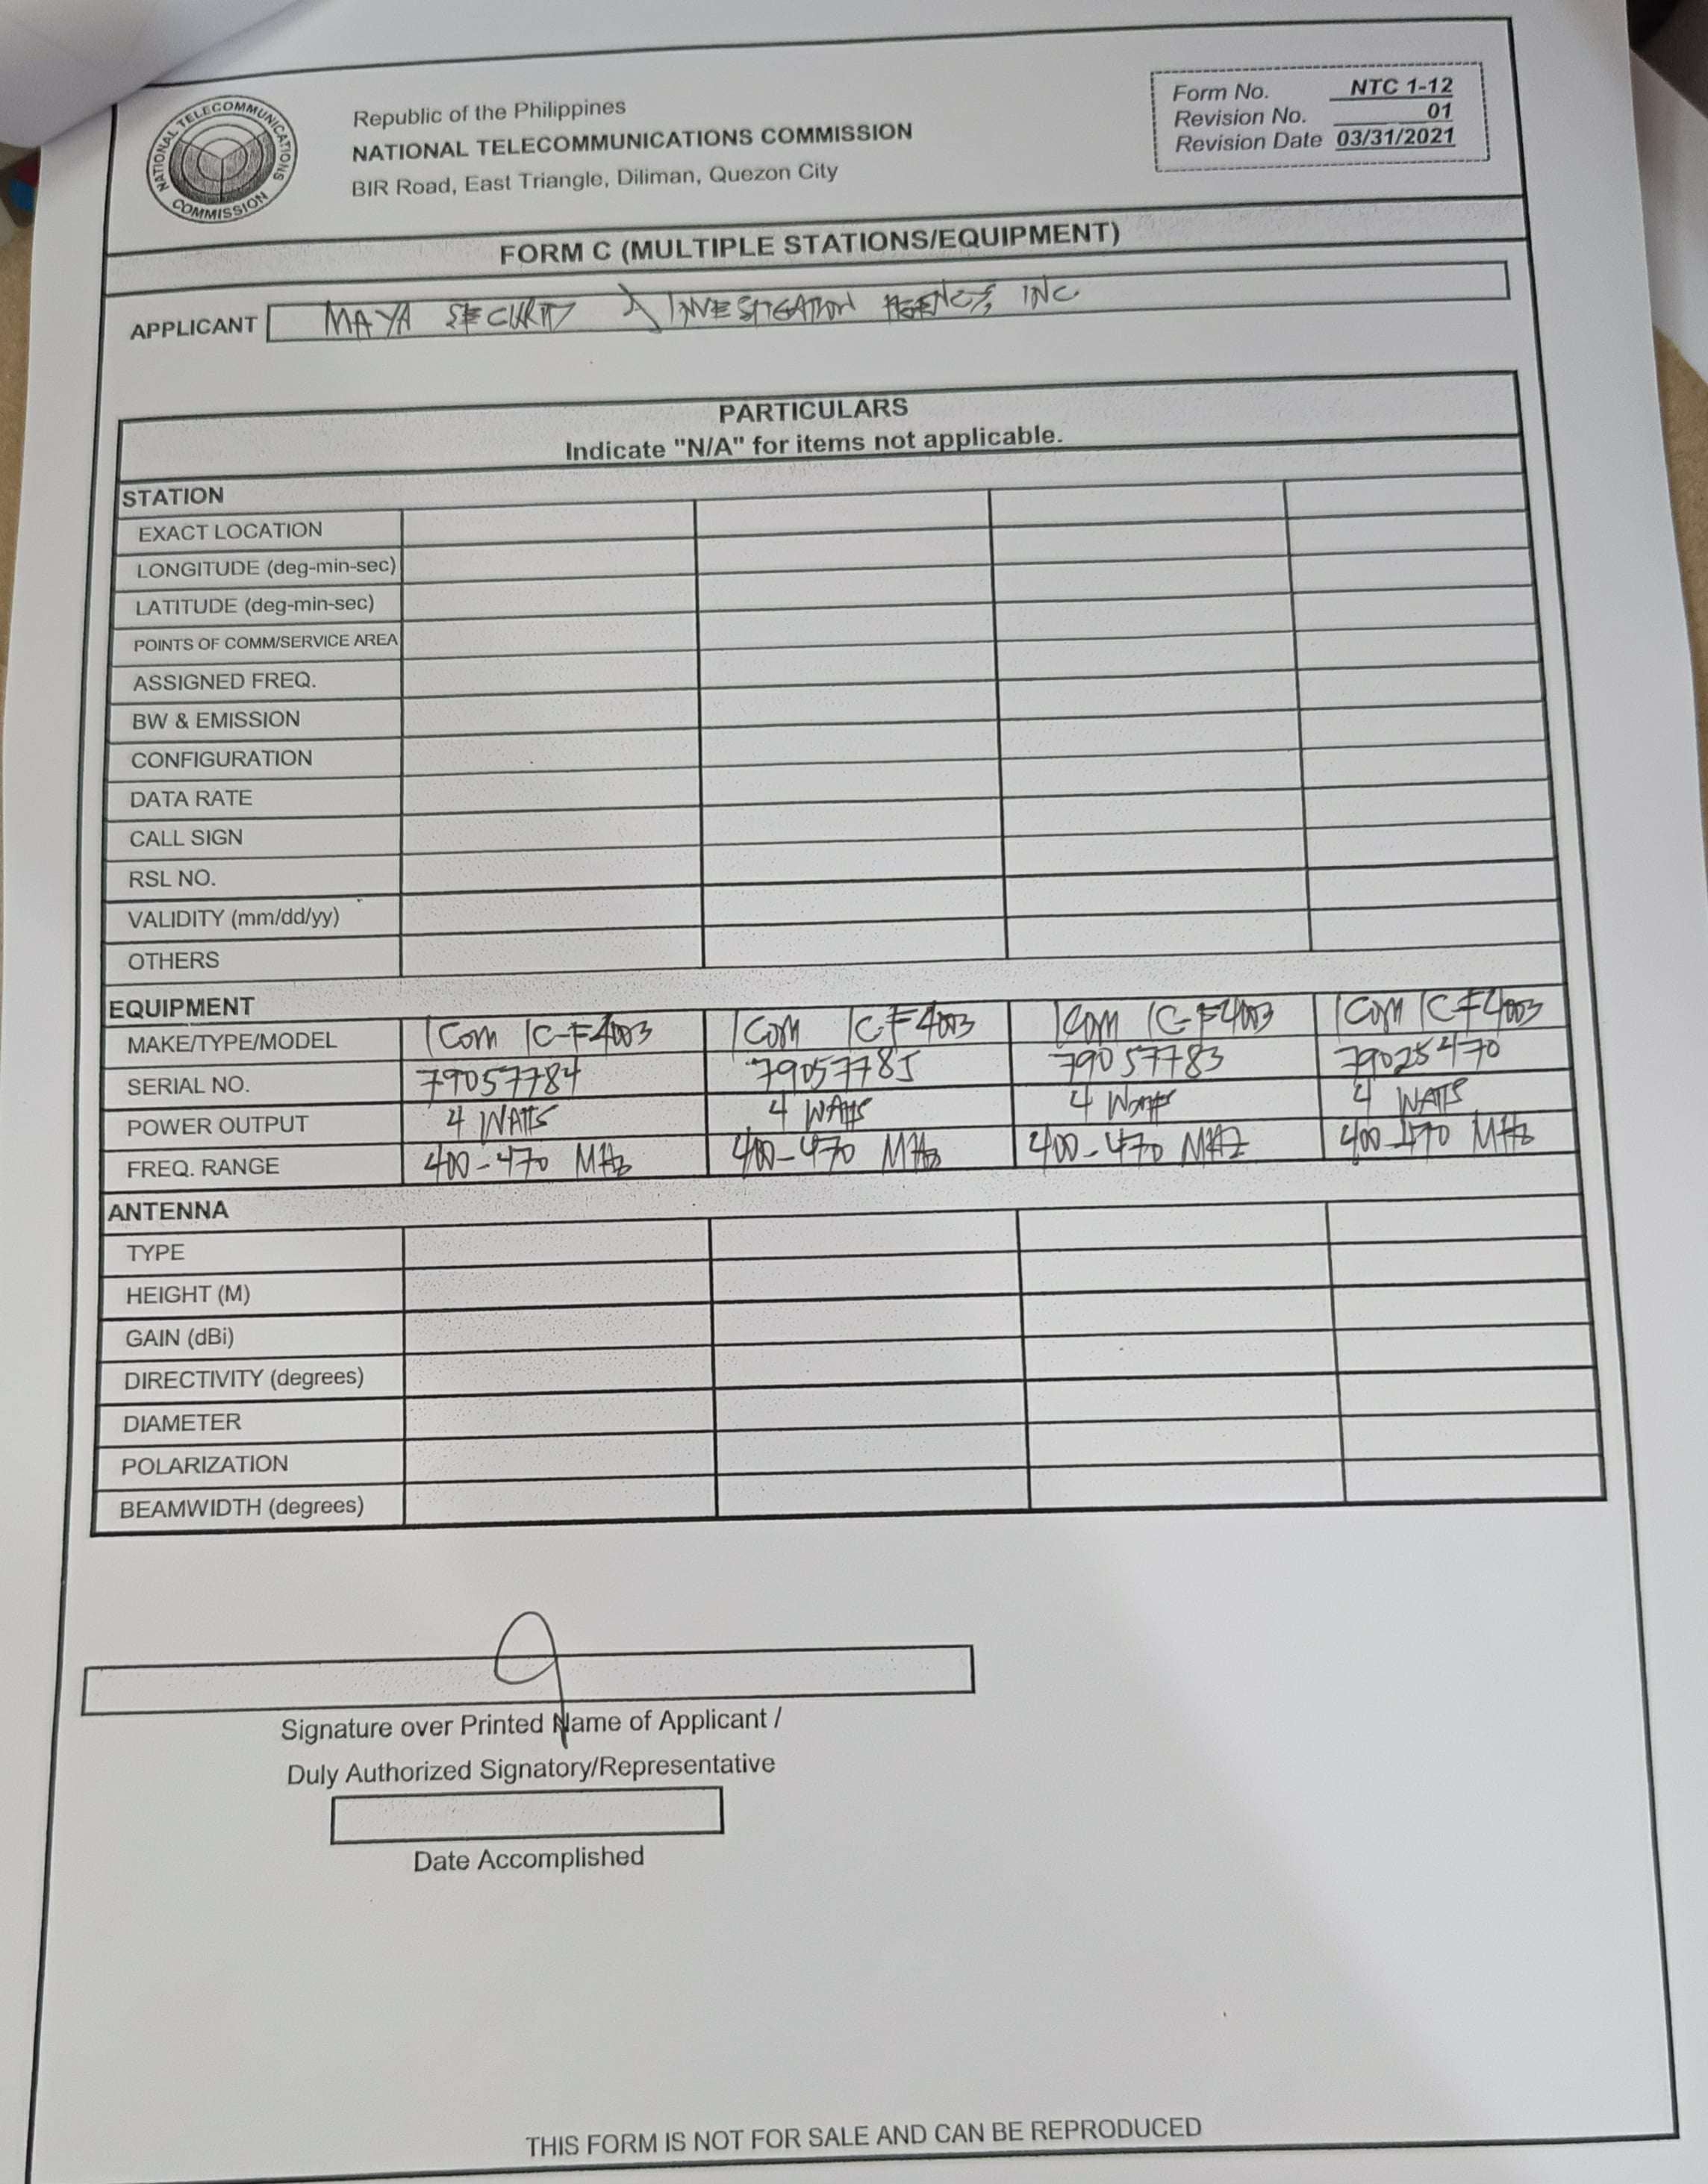 NATIONAL TELECOMMUNICATIONS COMMISSION
Republic of the Philippines
NATIONAL TELECOMMUNICATIONS COMMISSION
BIR Road, East Triangle, Diliman, Quezon City
Form No. NTC 1-12
Revision No. 01
Revision Date 03/31/2021
FORM C (MULTIPLE STATIONS/EQUIPMENT)
APPLICANT MAYA SECURITY & INVESTIGATION AGENCY, INC
PARTICULARS
Indicate "N/A" for items not applicable.
STATION
EXACT LOCATION
LONGITUDE (deg-min-sec)
LATITUDE (deg-min-sec)
POINTS OF COMM/SERVICE AREA
ASSIGNED FREQ.
BW & EMISSION
CONFIGURATION
DATA RATE
CALL SIGN
RSL NO.
VALIDITY (mm/dd/yy)
OTHERS
EQUIPMENT
MAKE/TYPE/MODEL ICOM IC-F4003 ICOM IC-F4003 ICOM IC-F4003 ICOM IC-F4003
SERIAL NO. 79057784 79057785 79057783 79025470
POWER OUTPUT 4 WATTS 4 WATTS 4 WATTS 4 WATTS
FREQ. RANGE 400-470 MHz 400-470 MHz 400-470 MHZ 400-470 MHz
ANTENNA
TYPE
HEIGHT (M)
GAIN (dBi)
DIRECTIVITY (degrees)
DIAMETER
POLARIZATION
BEAMWIDTH (degrees)
Signature over Printed Name of Applicant /
Duly Authorized Signatory/Representative
Date Accomplished
THIS FORM IS NOT FOR SALE AND CAN BE REPRODUCED